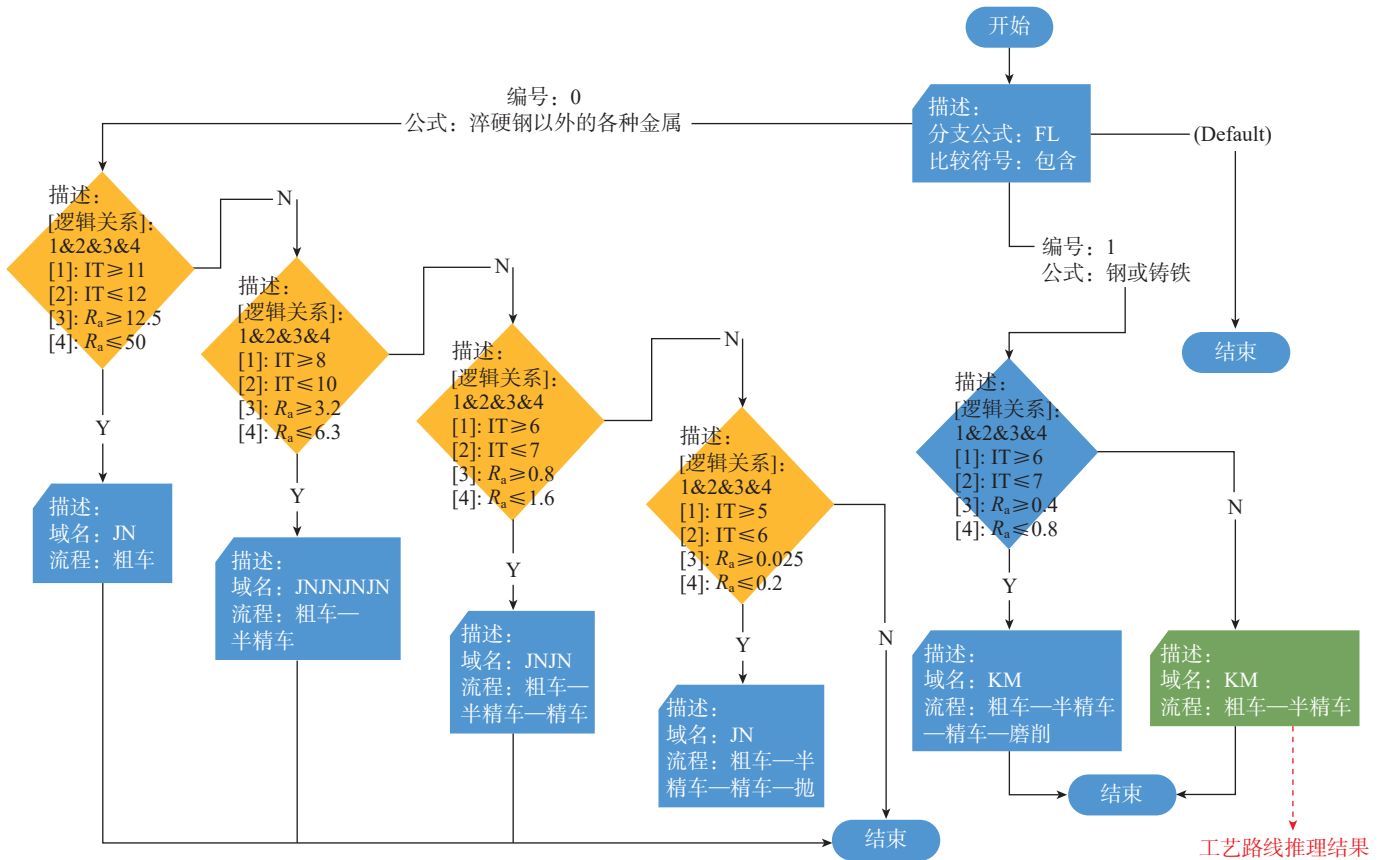 开始
描述：
分支公式：FL
比较符号：包含
编号：0
公式：淬硬钢以外的各种金属
(Default)
结束
编号：1
公式：钢或铸铁
描述：
[逻辑关系]：
1&2&3&4
[1]: IT≥11
[2]: IT≤12
[3]: Ra≥12.5
[4]: Ra≤50
N
Y
描述：
域名：JN
流程：粗车
描述：
[逻辑关系]:
1&2&3&4
[1]: IT≥8
[2]: IT≤10
[3]: Ra≥3.2
[4]: Ra≤6.3
N
Y
描述：
域名：JNJNJNJN
流程：粗车—
半精车
描述：
[逻辑关系]:
1&2&3&4
[1]: IT≥6
[2]: IT≤7
[3]: Ra≥0.8
[4]: Ra≤1.6
N
Y
描述：
域名：JNJN
流程：粗车—
半精车—精车
描述：
[逻辑关系]:
1&2&3&4
[1]: IT≥5
[2]: IT≤6
[3]: Ra≥0.025
[4]: Ra≤0.2
N
Y
描述：
域名：JN
流程：粗车—半
精车—精车—抛
结束
描述：
[逻辑关系]:
1&2&3&4
[1]: IT≥6
[2]: IT≤7
[3]: Ra≥0.4
[4]: Ra≤0.8
N
Y
描述：
域名：KM
流程：粗车—半精车
—精车—磨削
描述：
域名：KM
流程：粗车—半精车
结束
工艺路线推理结果